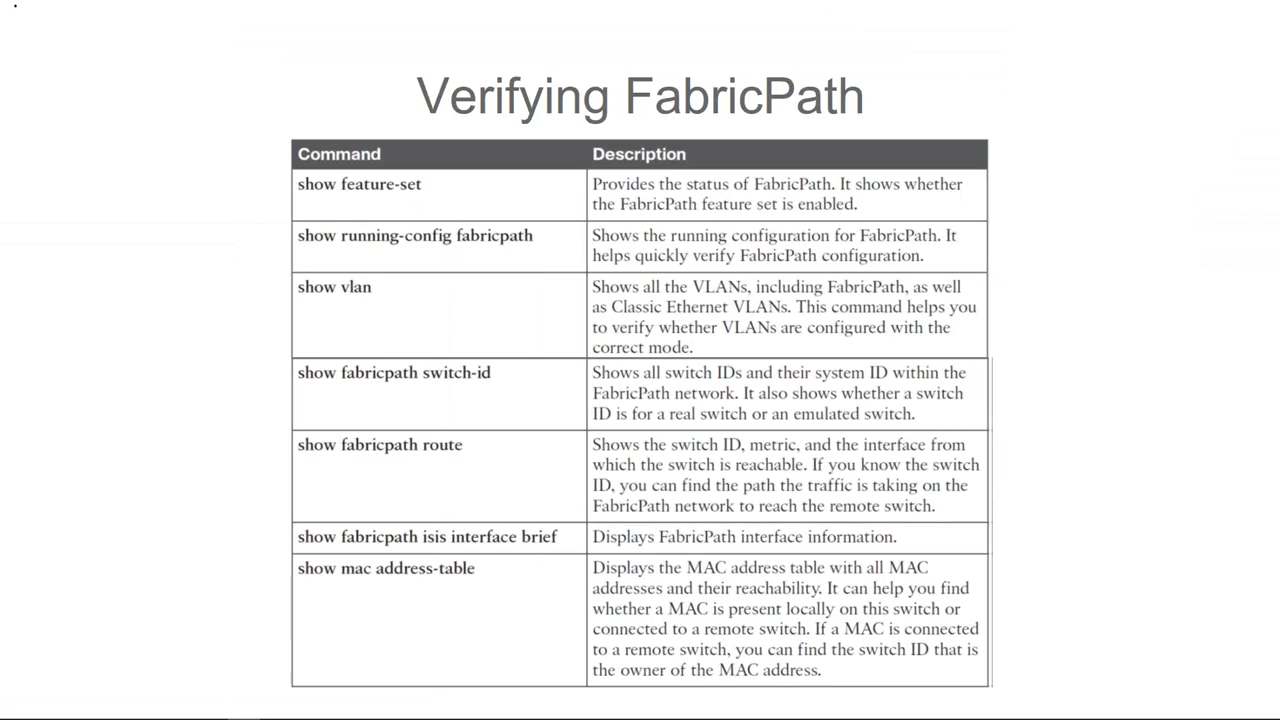 Verifying FabricPath
Command Description
show feature-set Provides the status of FabricPath. It shows whether
the FabricPath feature set is enabled.
show running-config fabricpath Shows the running configuration for FabricPath. It
helps quickly verify FabricPath configuration.
show vlan Shows all the VLANs, including FabricPath, as well
as Classic Ethernet VLANs. This command helps you
to verify whether VLANs are configured with the
correct mode.
show fabricpath switch-id Shows all switch IDs and their system ID within the
FabricPath network. It also shows whether a switch
ID is for a real switch or an emulated switch.
show fabricpath route Shows the switch ID, metric, and the interface from
which the switch is reachable. If you know the switch
ID, you can find the path the traffic is taking on the
FabricPath network to reach the remote switch.
show fabricpath isis interface brief Displays FabricPath interface information.
show mac address-table Displays the MAC address table with all MAC
addresses and their reachability. It can help you find
whether a MAC is present locally on this switch or
connected to a remote switch. If a MAC is connected
to a remote switch, you can find the switch ID that is
the owner of the MAC address.